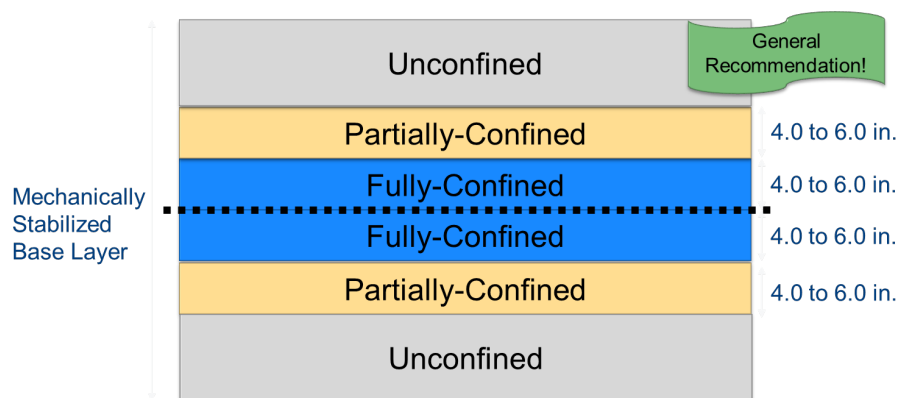 General
Recommendation!
Unconfined
Partially-Confined
4.0 to 6.0 in.
Fully-Confined
4.0 to 6.0 in.
Mechanically
Stabilized
Base Layer
Fully-Confined
4.0 to 6.0 in.
Partially-Confined
4.0 to 6.0 in.
Unconfined